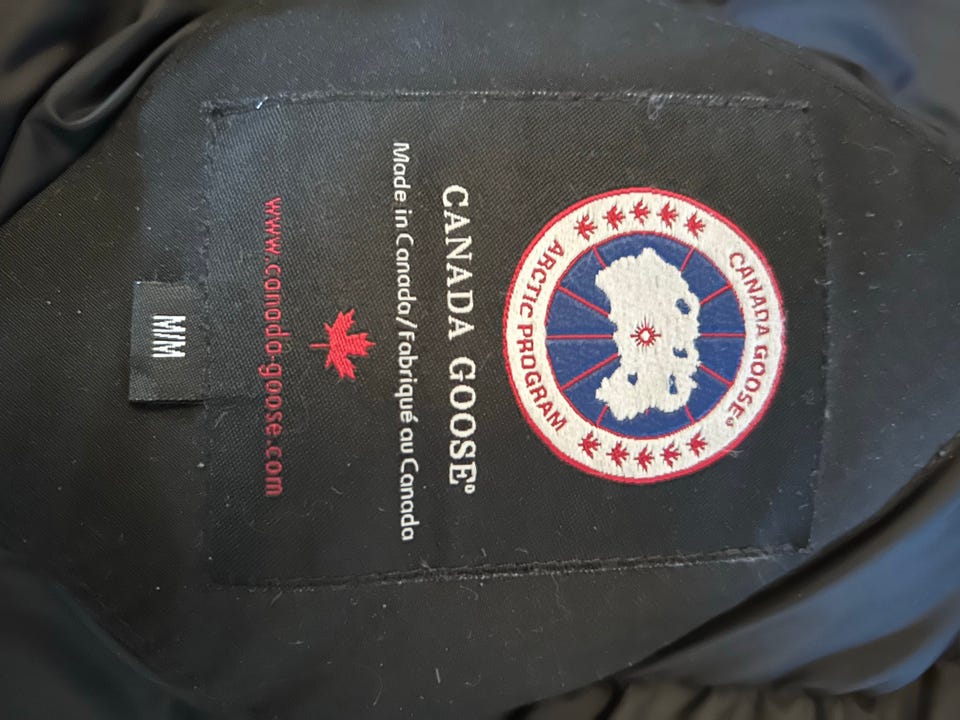 CANADA GOOSE®
ARCTIC PROGRAM
CANADA GOOSE®
Made in Canada/Fabriqué au Canada
www.canada-goose.com
M/M